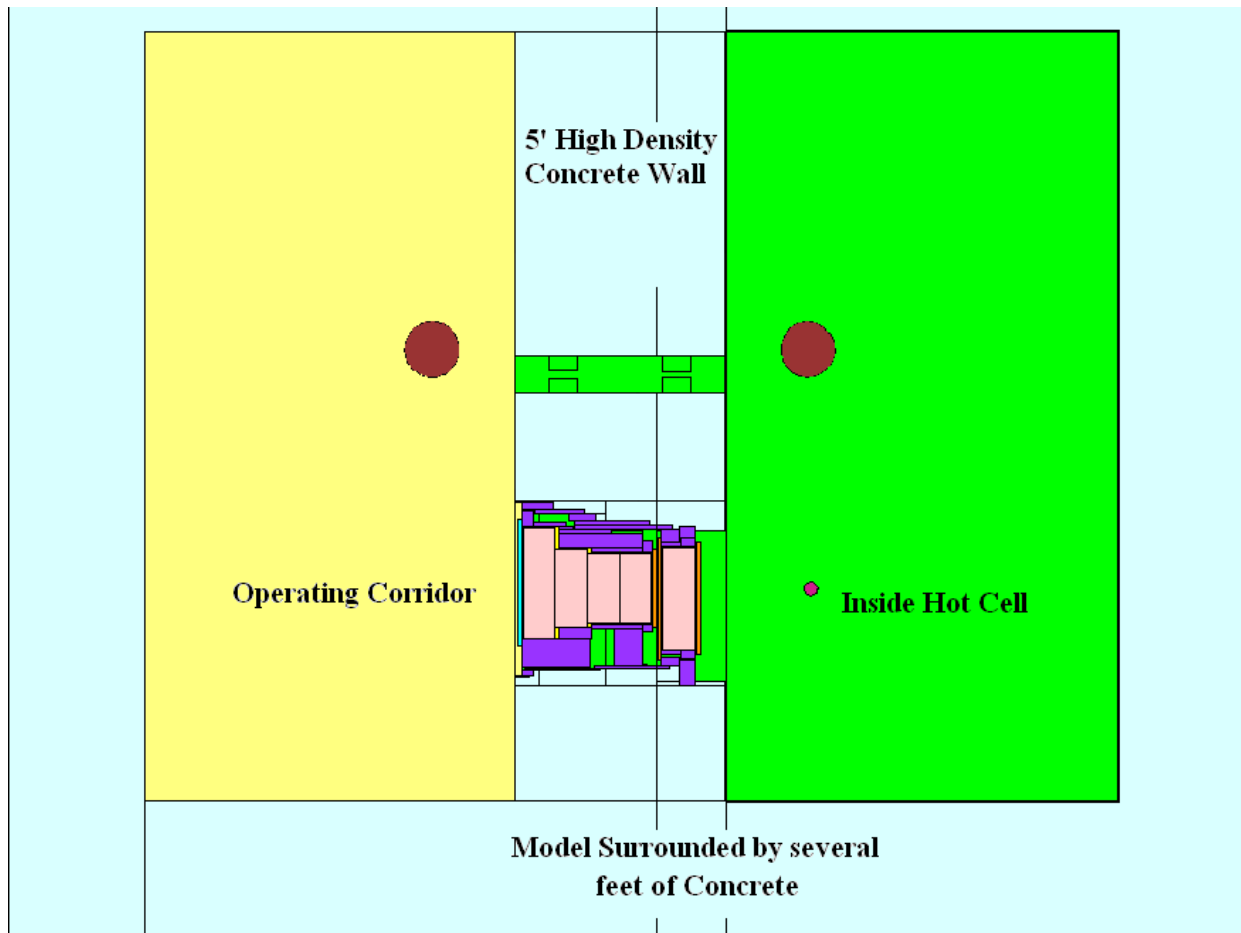 5' High Density
Concrete Wall
Operating Corridor
Inside Hot Cell
Model Surrounded by several
feet of Concrete